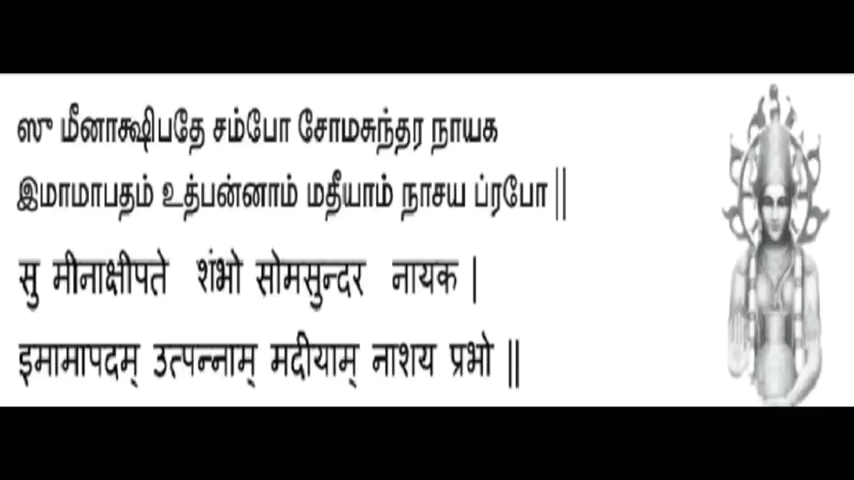 ஸு மீனாக்ஷிபதே சம்போ சோமசுந்தர நாயக
இமாமாபதம் உத்பன்னாம் மதீயாம் நாசய ப்ரபோ ||
सु मीनाक्षीपते शंभो सोमसुन्दर नायक |
इमामापदम् उत्पन्नाम् मदीयाम् नाशय प्रभो ||